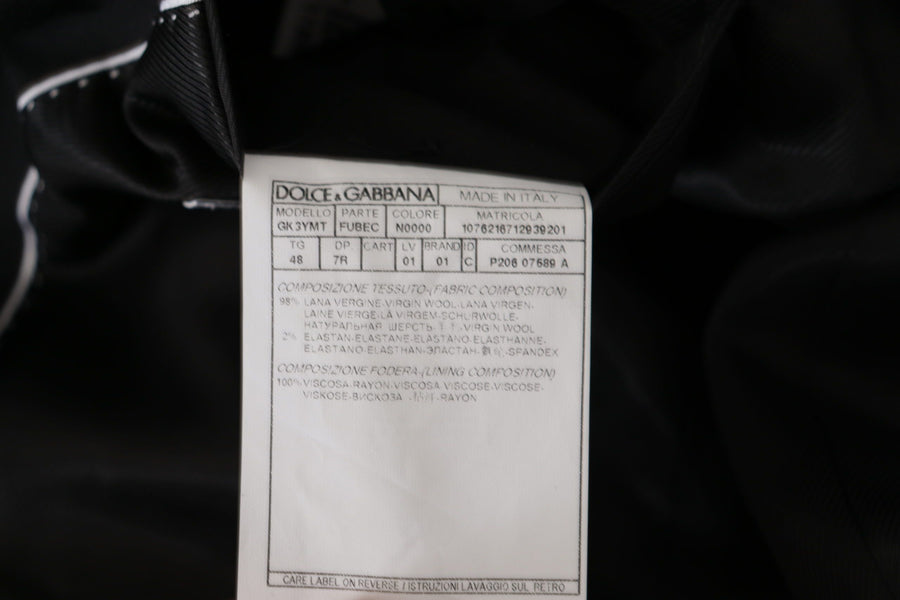 DOLCE & GABBANA MADE IN ITALY
MODELLO PARTE COLORE MATRICOLA
GK3YMT FUBEC N0000 1076216712939201
TG DP. CART LV BRAND ID COMMESSA
48 7R 01 01 C P206 07689 A
COMPOSIZIONE TESSUTO-(FABRIC COMPOSITION)
98% LANA VERGINE-VIRGIN WOOL-LANA VIRGEN-
LAINE VIERGE-LÃ VIRGEM-SCHURWOLLE-
НАТУРАЛЬНАЯ ШЕРСТЬ- -VIRGIN WOOL
2% ELASTAN-ELASTANE-ELASTANO-ELASTHANNE-
ELASTANO-ELASTHAN-ЭЛАСТАН- -SPANDEX
COMPOSIZIONE FODERA-(LINING COMPOSITION)
100% VISCOSA-RAYON-VISCOSA-VISCOSE-VISCOSE-
VISKOSE-ВИСКОЗА- -RAYON
CARE LABEL ON REVERSE / ISTRUZIONI LAVAGGIO SUL RETRO